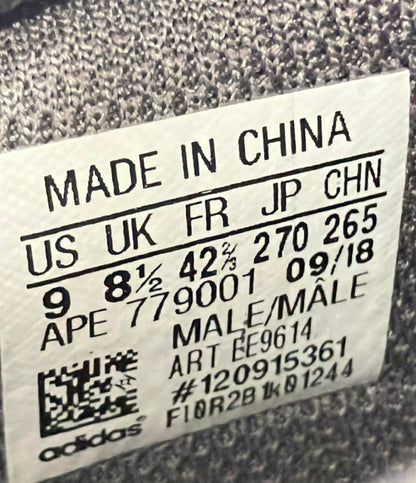 MADE IN CHINA
US UK FR JP CHN
9 8½ 42⅔ 270 265
APE 779001 09/18
MALE/MÂLE
ART EE9614
#120915361
F10R2B1k01244
adidas